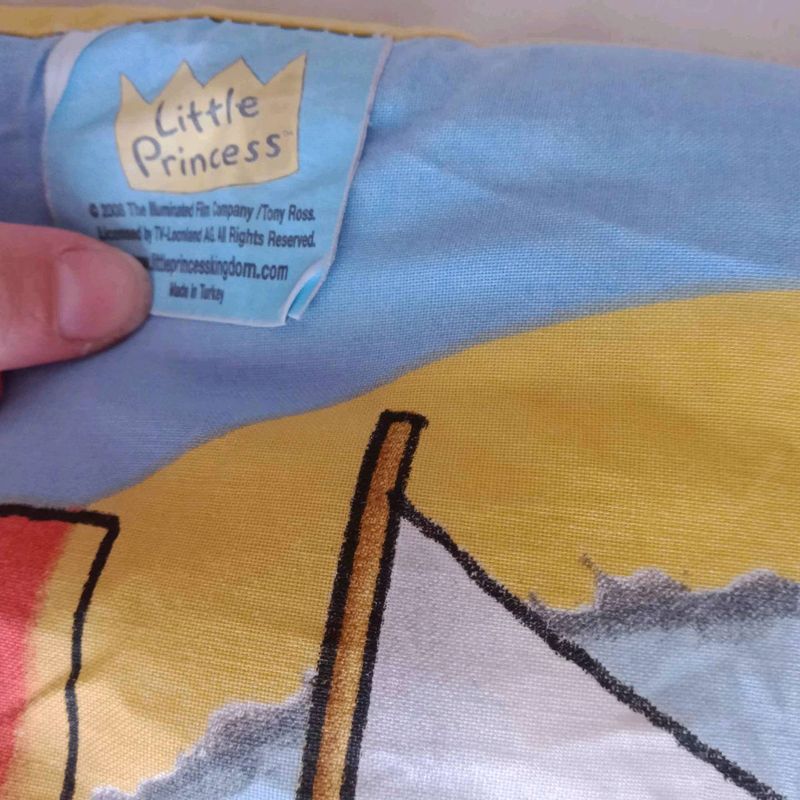 Little
Princess™
© 2006 The Illuminated Film Company /Tony Ross.
Licensed by TV-Loonland AG. All Rights Reserved.
.littleprincesskingdom.com
Made in Turkey